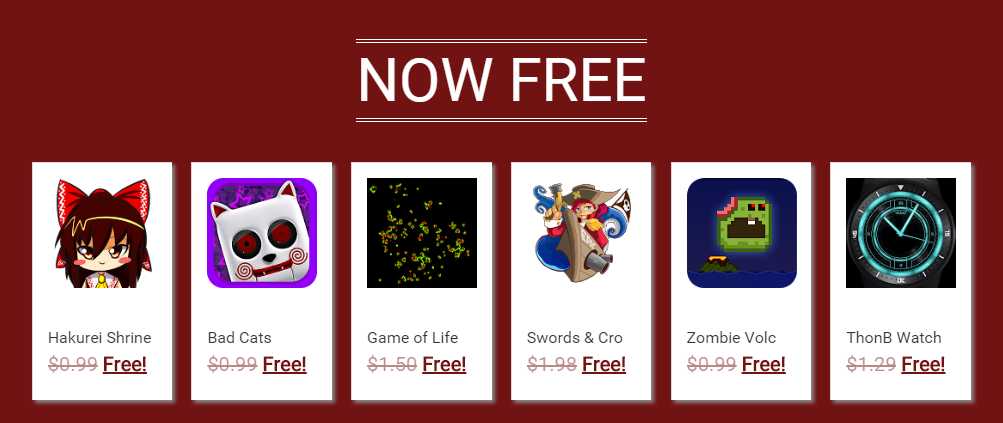 NOW FREE
Hakurei Shrine
$0.99 Free!
Bad Cats
$0.99 Free!
Game of Life
$1.50 Free!
Swords & Cro
$1.98 Free!
Zombie Volc
$0.99 Free!
ThonB Watch
$1.29 Free!